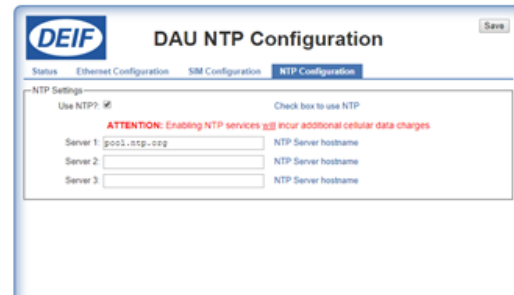 DEIF
DAU NTP Configuration
Save
Status Ethernet Configuration SIM Configuration NTP Configuration
NTP Settings
Use NTP?: Check box to use NTP
ATTENTION: Enabling NTP services will incur additional cellular data charges
Server 1: pool.ntp.org NTP Server hostname
Server 2: NTP Server hostname
Server 3: NTP Server hostname